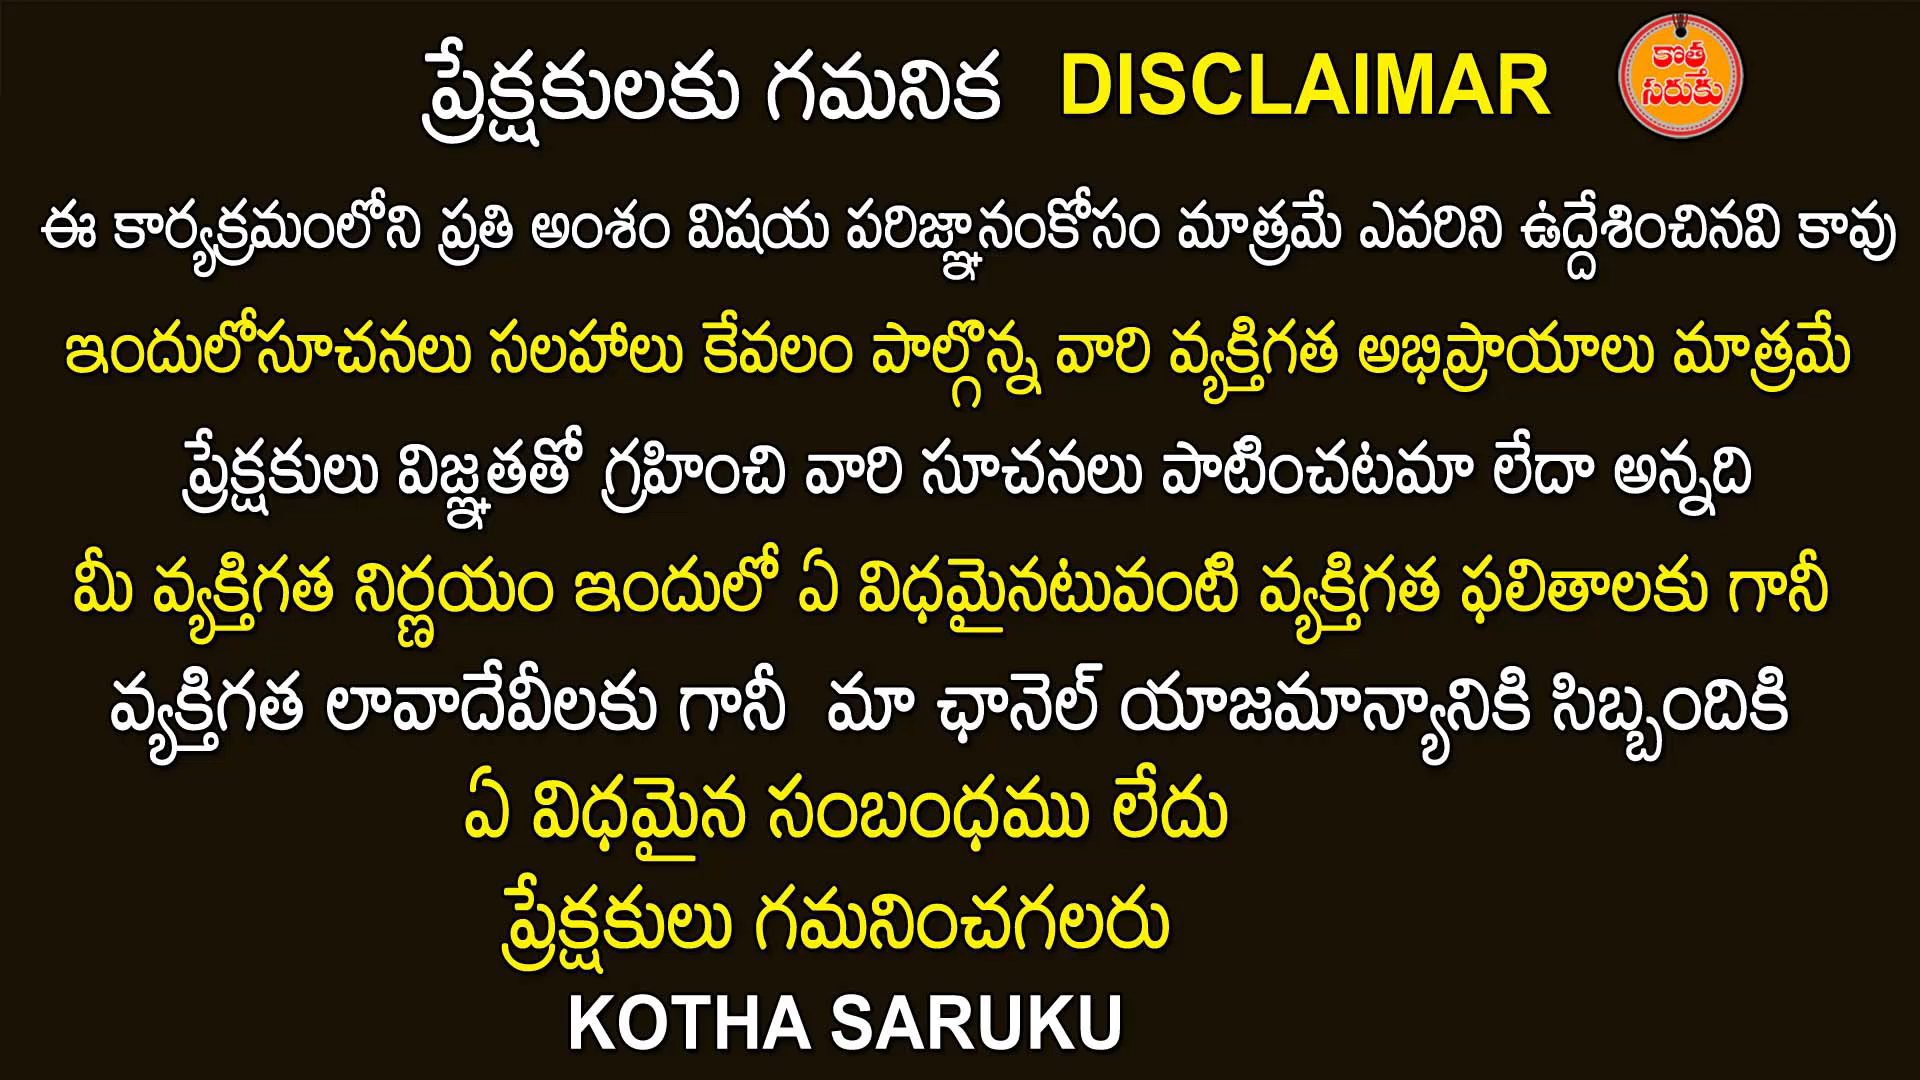 ప్రేక్షకులకు గమనిక DISCLAIMAR
కొత్త
సరుకు
ఈ కార్యక్రమంలోని ప్రతి అంశం విషయ పరిజ్ఞానంకోసం మాత్రమే ఎవరిని ఉద్దేశించినవి కావు
ఇందులోసూచనలు సలహాలు కేవలం పాల్గొన్న వారి వ్యక్తిగత అభిప్రాయాలు మాత్రమే
ప్రేక్షకులు విజ్ఞతతో గ్రహించి వారి సూచనలు పాటించటమా లేదా అన్నది
మీ వ్యక్తిగత నిర్ణయం ఇందులో ఏ విధమైనటువంటి వ్యక్తిగత ఫలితాలకు గానీ
వ్యక్తిగత లావాదేవీలకు గానీ మా ఛానెల్ యాజమాన్యానికి సిబ్బందికి
ఏ విధమైన సంబంధము లేదు
ప్రేక్షకులు గమనించగలరు
KOTHA SARUKU